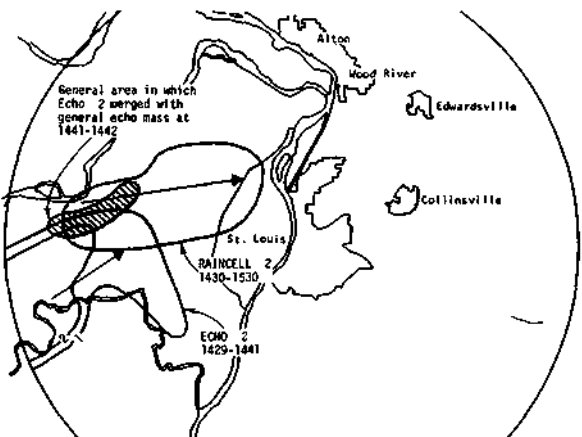 Alton
Wood River
General area in which
Echo 2 merged with
general echo mass at
1441-1442
Edwardsville
Collinsville
St. Louis
RAINCELL 2
1430-1530
ECHO 2
1429-1441